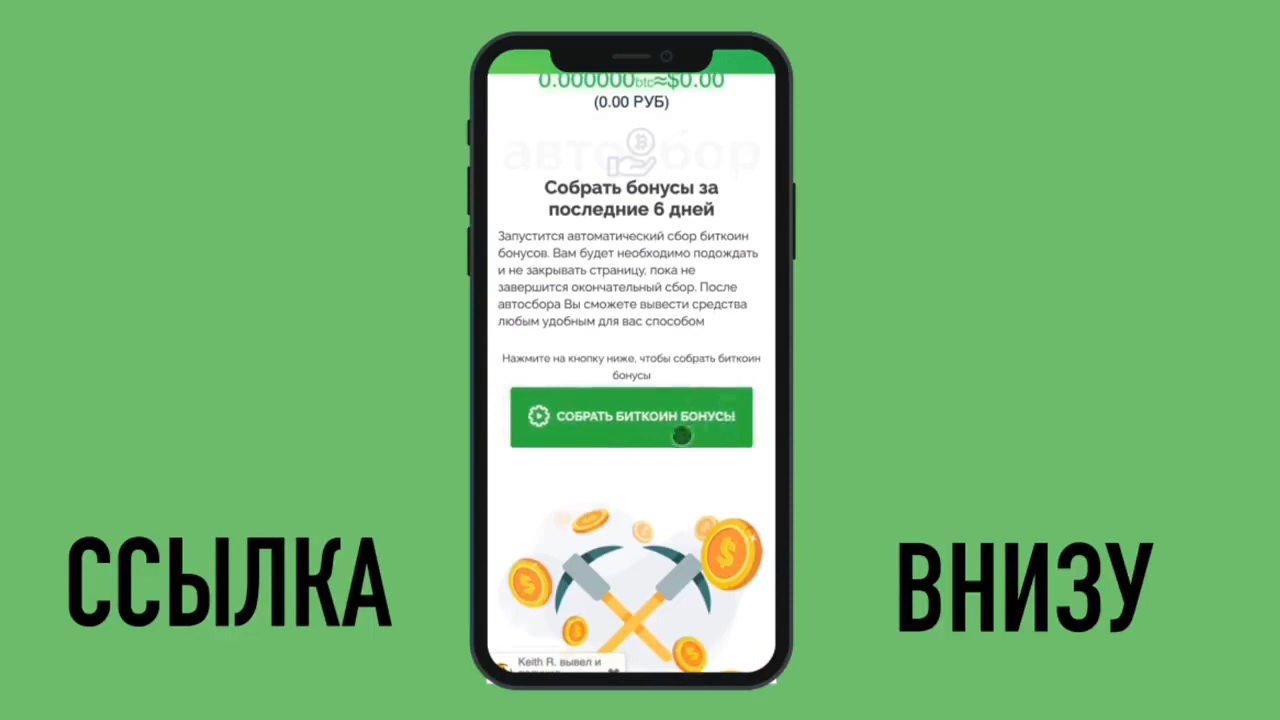 0.000000btc≈$0.00
(0.00 РУБ)
автосбор
Собрать бонусы за
последние 6 дней
Запустится автоматический сбор биткоин
бонусов. Вам будет необходимо подождать
и не закрывать страницу, пока не
завершится окончательный сбор. После
автосбора Вы сможете вывести средства
любым удобным для вас способом
Нажмите на кнопку ниже, чтобы собрать биткоин
бонусы
СОБРАТЬ БИТКОИН БОНУСЫ!
ССЫЛКА
ВНИЗУ
Keith R. вывел и